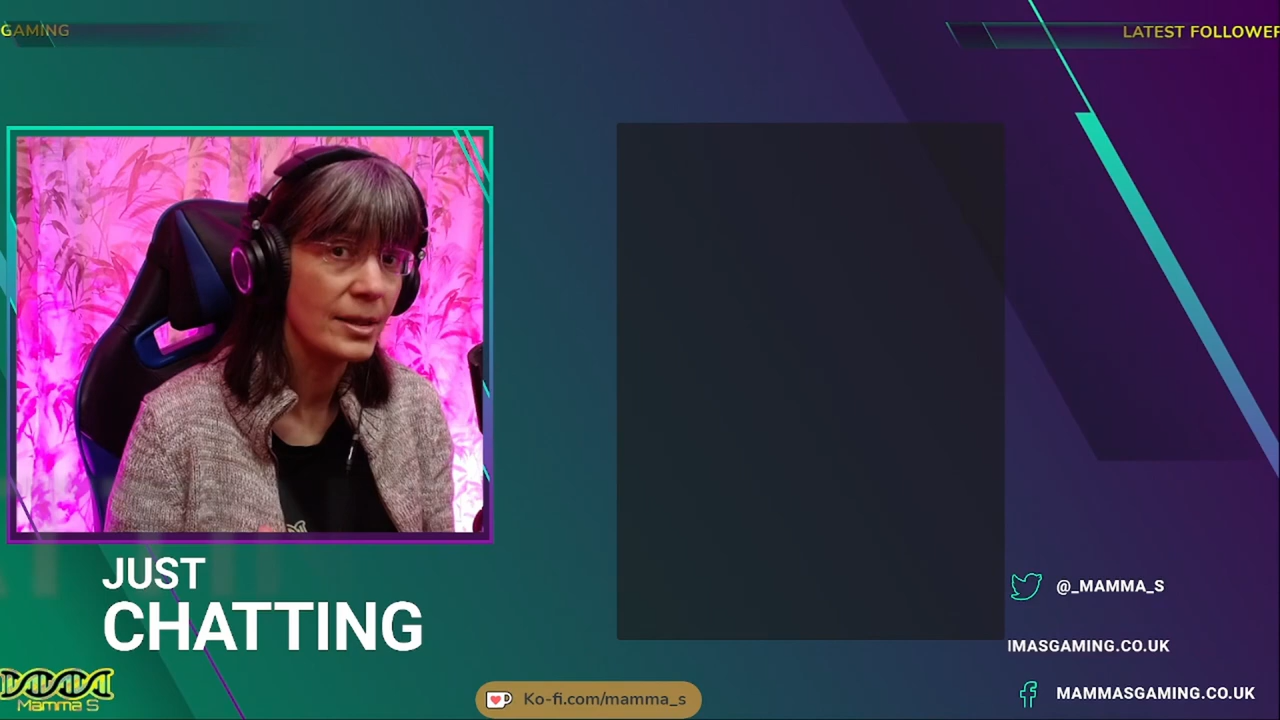 GAMING
LATEST FOLLOWER
JUST
CHATTING
@_MAMMA_S
IMASGAMING.CO.UK
MAMMASGAMING.CO.UK
Mamma S
Ko-fi.com/mamma_s